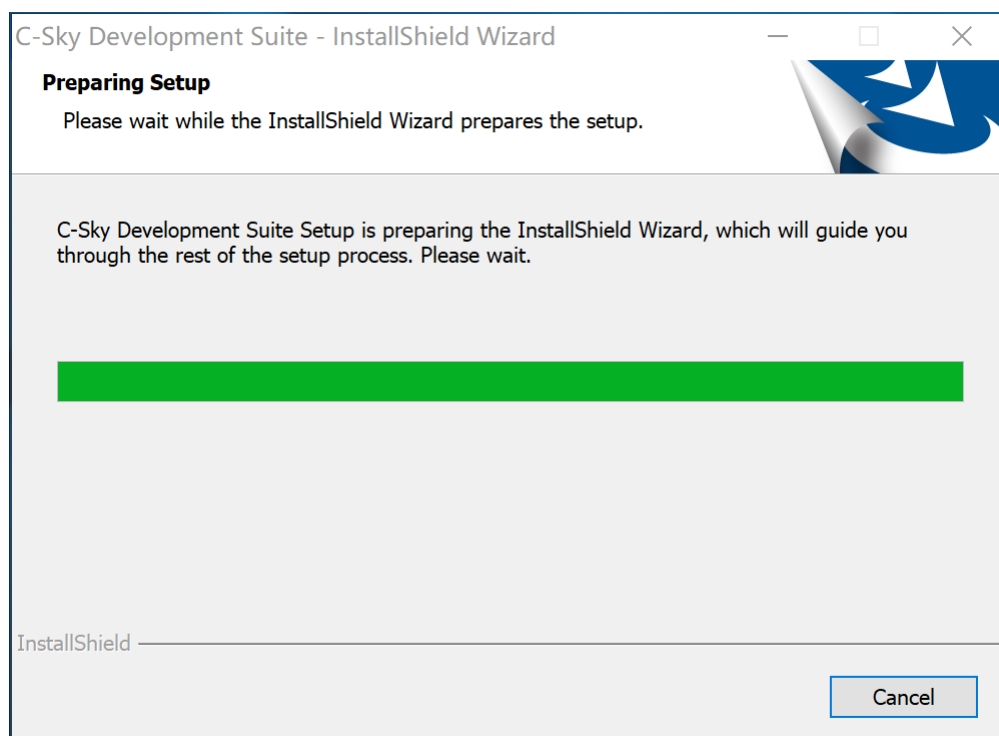 C-Sky Development Suite - InstallShield Wizard
Preparing Setup
Please wait while the InstallShield Wizard prepares the setup.
C-Sky Development Suite Setup is preparing the InstallShield Wizard, which will guide you
through the rest of the setup process. Please wait.
InstallShield
Cancel